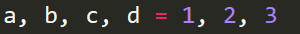 a, b, c, d = 1, 2, 3